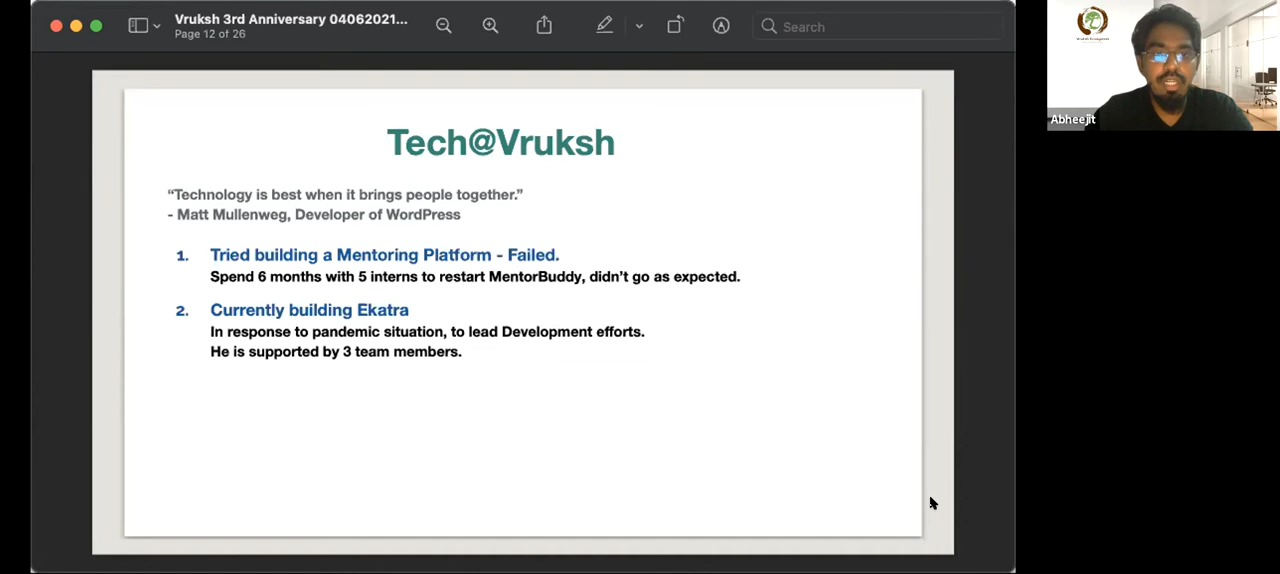 Vruksh 3rd Anniversary 04062021...
Page 12 of 26
Search
Abheejit
Tech@Vruksh
“Technology is best when it brings people together.”
- Matt Mullenweg, Developer of WordPress
1. Tried building a Mentoring Platform - Failed.
Spend 6 months with 5 interns to restart MentorBuddy, didn’t go as expected.
2. Currently building Ekatra
In response to pandemic situation, to lead Development efforts.
He is supported by 3 team members.